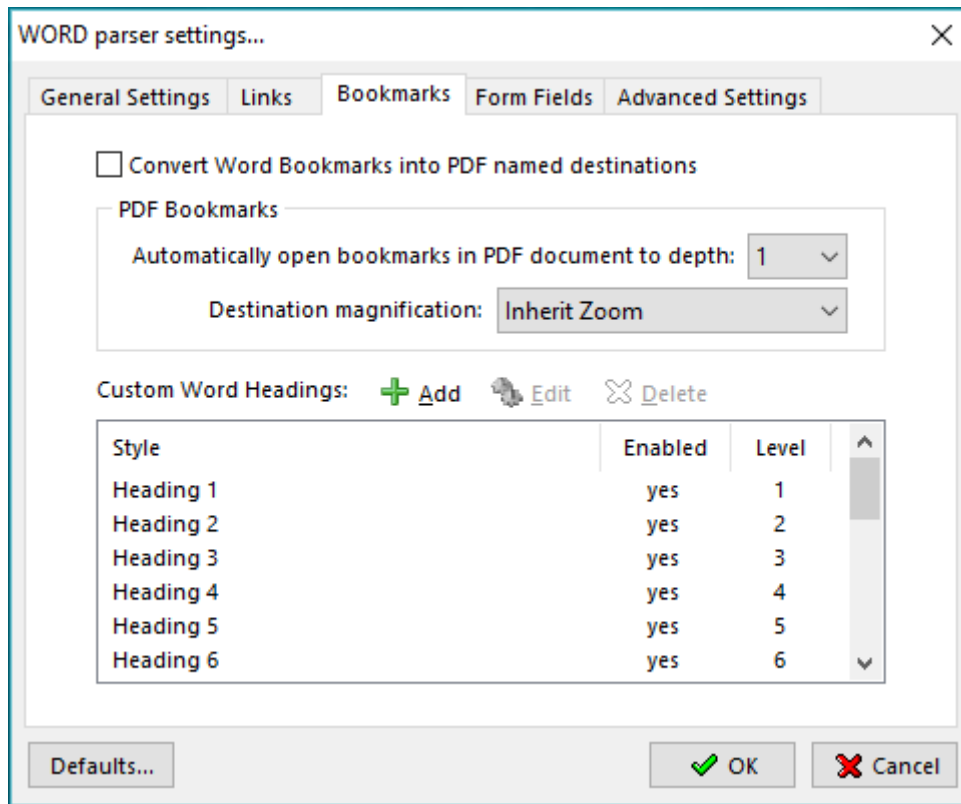 WORD parser settings...
General Settings Links Bookmarks Form Fields Advanced Settings
Convert Word Bookmarks into PDF named destinations
PDF Bookmarks
Automatically open bookmarks in PDF document to depth: 1
Destination magnification: Inherit Zoom
Custom Word Headings: Add Edit Delete
Style Enabled Level
Heading 1 yes 1
Heading 2 yes 2
Heading 3 yes 3
Heading 4 yes 4
Heading 5 yes 5
Heading 6 yes 6
Defaults... OK Cancel